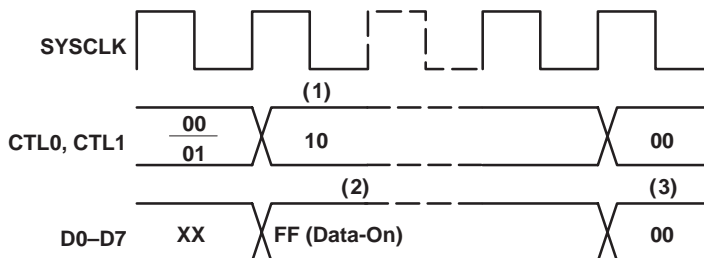 SYSCLK
(1)
CTL0, CTL1
00
01
10
00
(2)
(3)
D0–D7
XX
FF (Data-On)
00